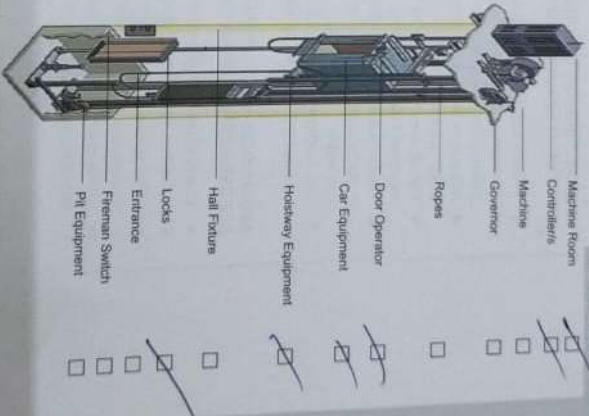 Machine Room
Controller/s
Machine
Governor
Ropes
Door Operator
Car Equipment
Hoistway Equipment
Hall Fixture
Locks
Entrance
Fireman Switch
Pit Equipment